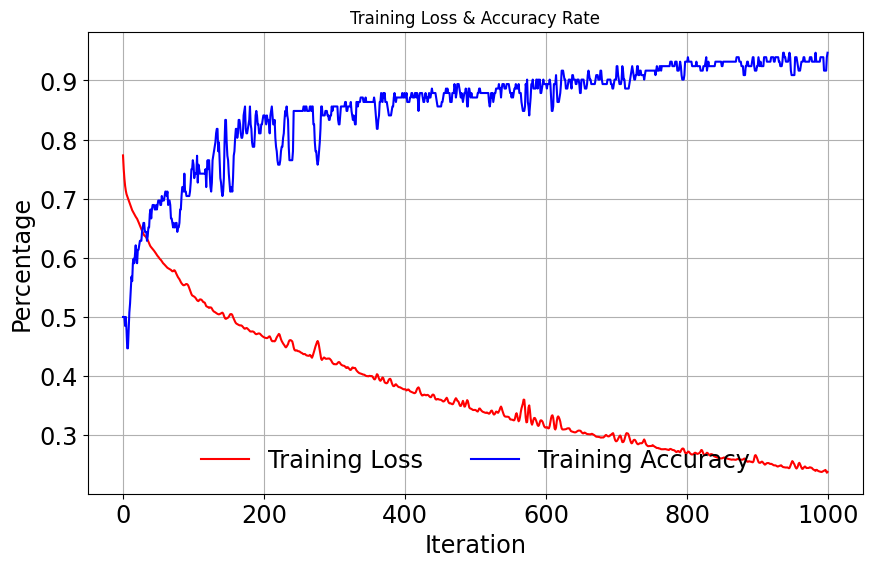 Training Loss & Accuracy Rate
Percentage
0.9
0.8
0.7
0.6
0.5
0.4
0.3
Training Loss
Training Accuracy
0 200 400 600 800 1000
Iteration